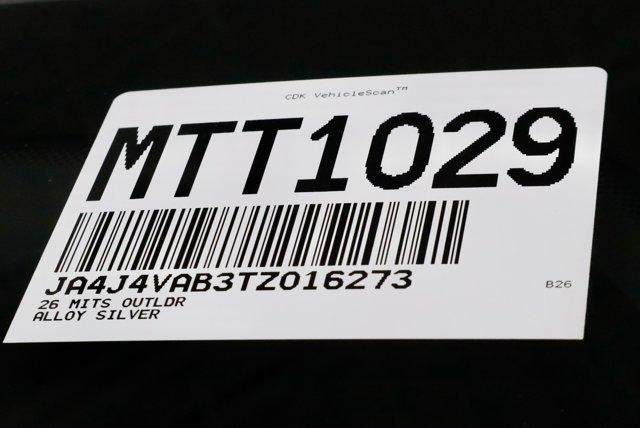 CDK VehicleScan™
MTT1029
JA4J4VAB3TZ016273
26 MITS OUTLDR
ALLOY SILVER
B26